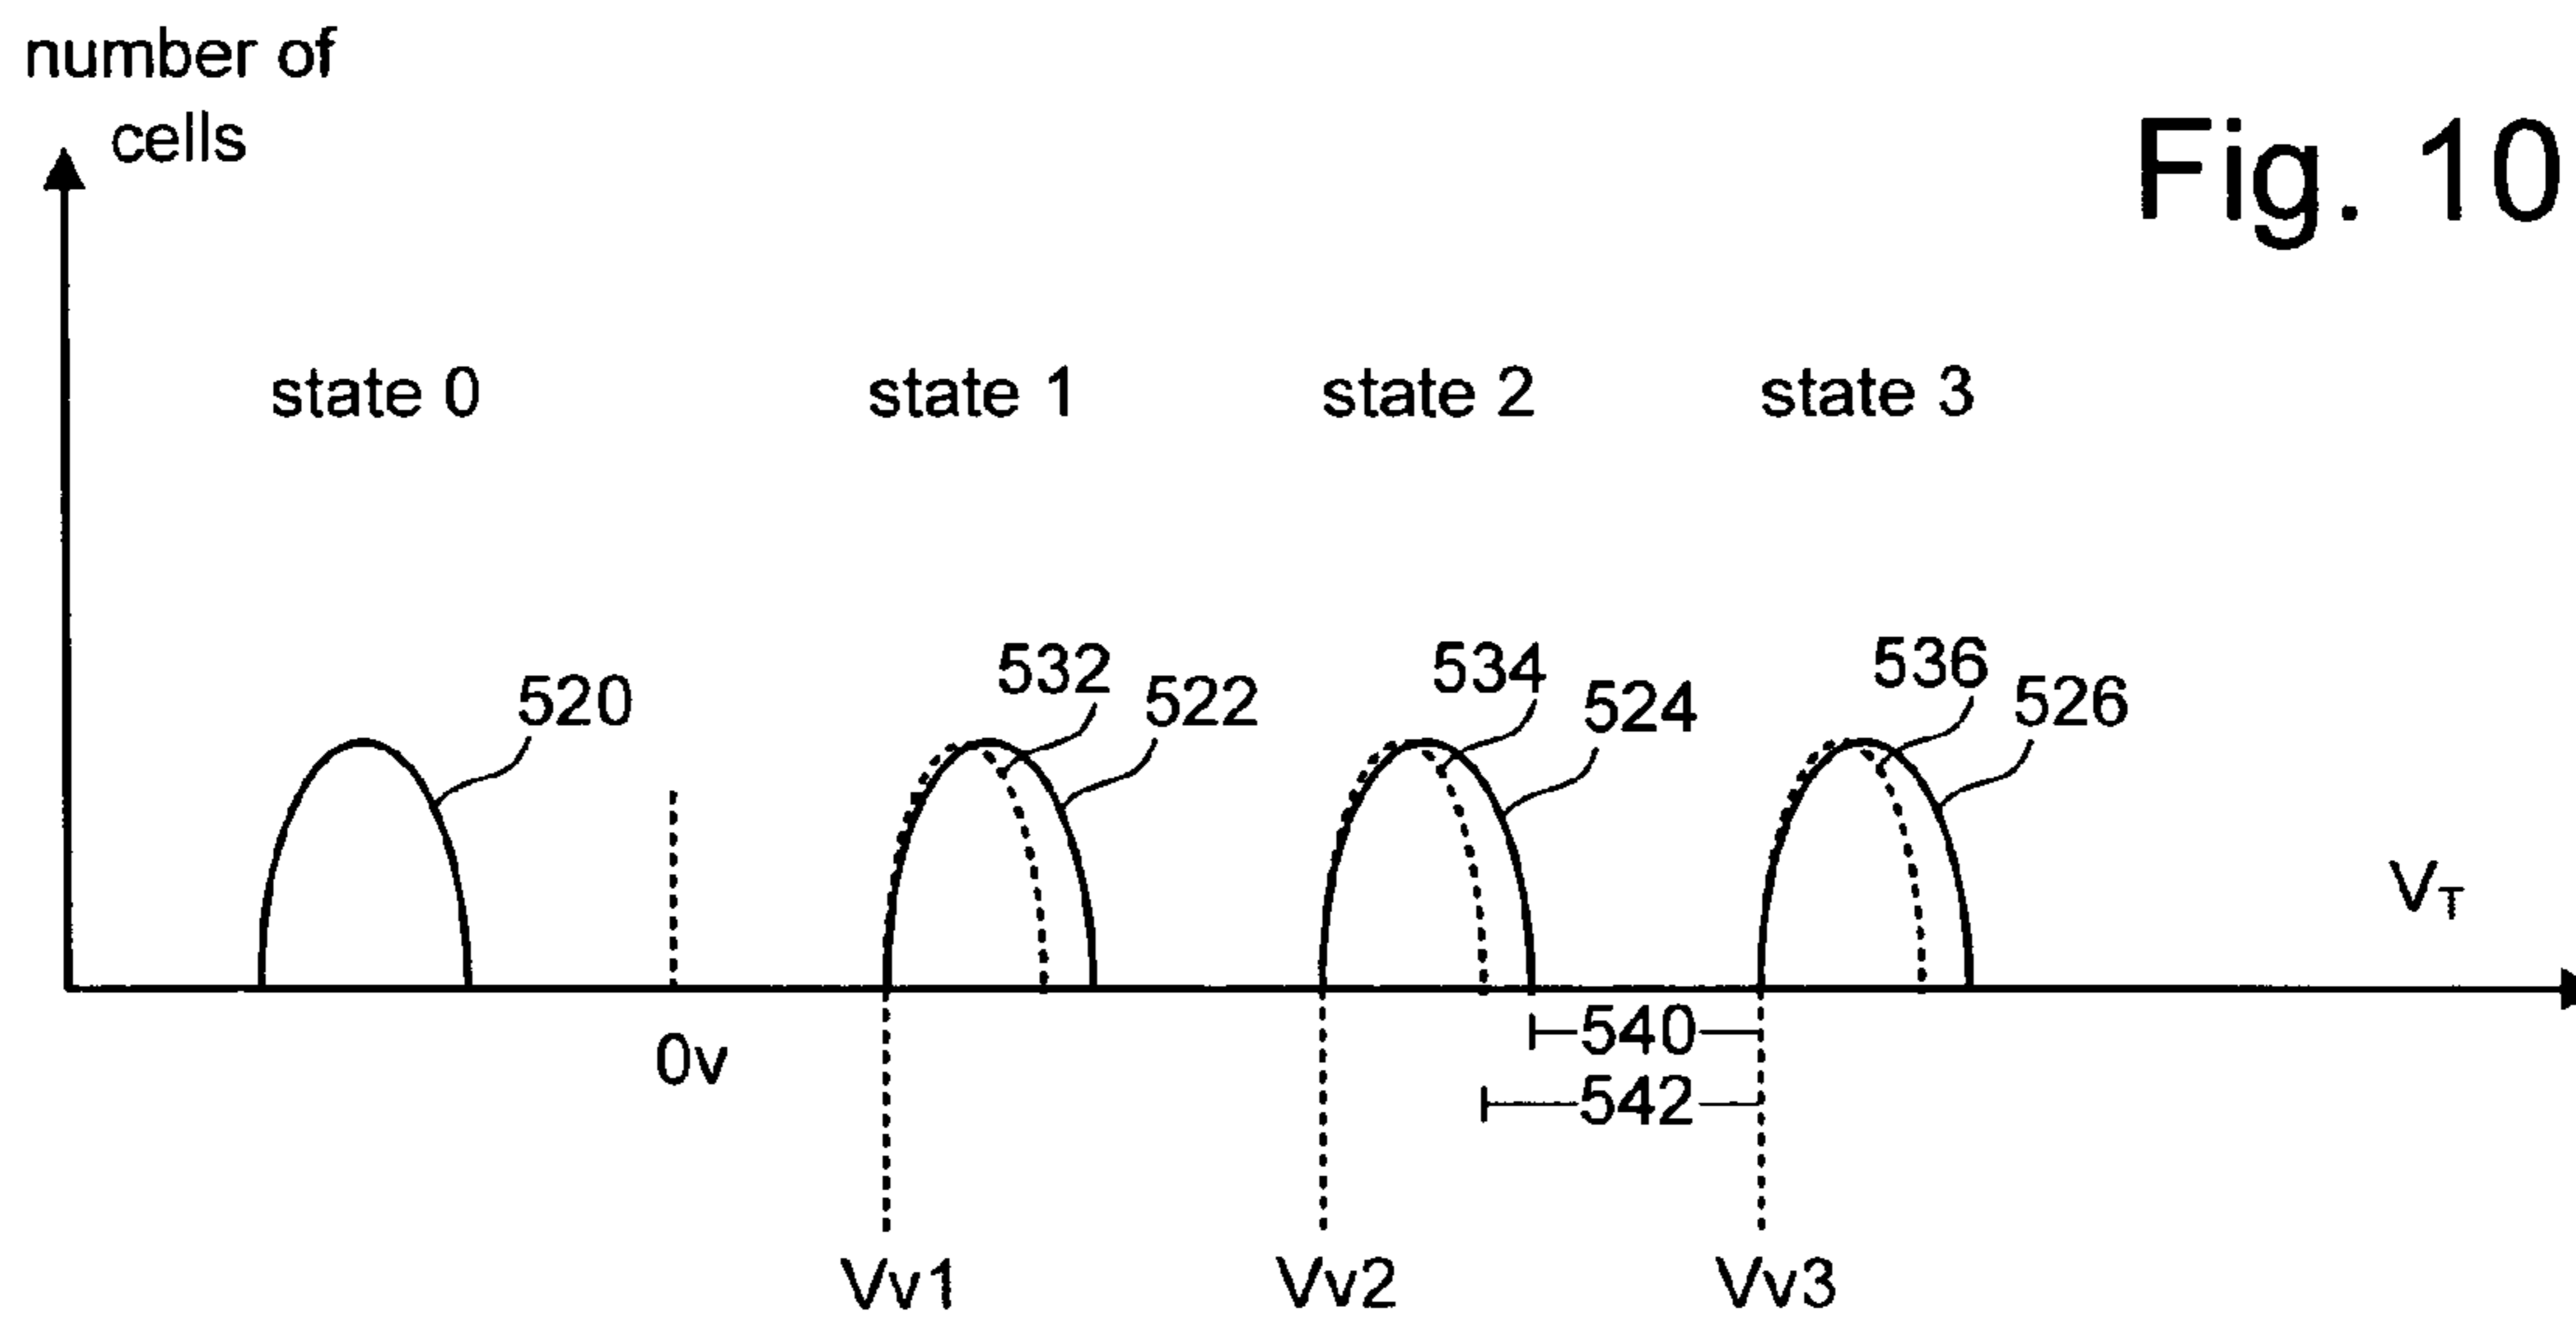 number of
cells
Fig. 10
state 0
state 1
state 2
state 3
520
532
522
534
524
536
526
V_T
0v
540
542
Vv1
Vv2
Vv3